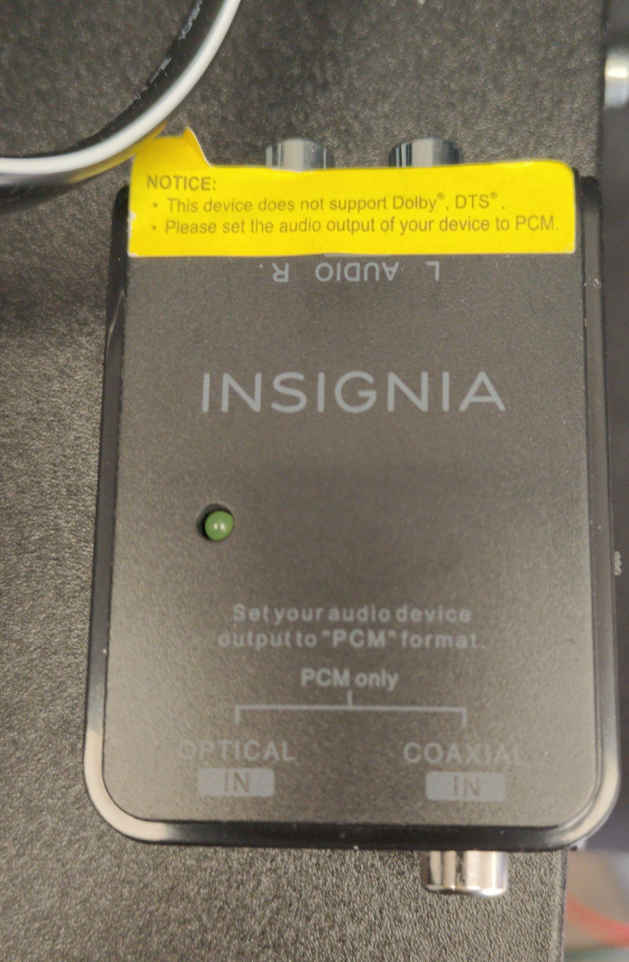 NOTICE:
• This device does not support Dolby®, DTS®.
• Please set the audio output of your device to PCM.
L AUDIO R
INSIGNIA
Set your audio device
output to "PCM" format.
PCM only
OPTICAL COAXIAL
IN IN